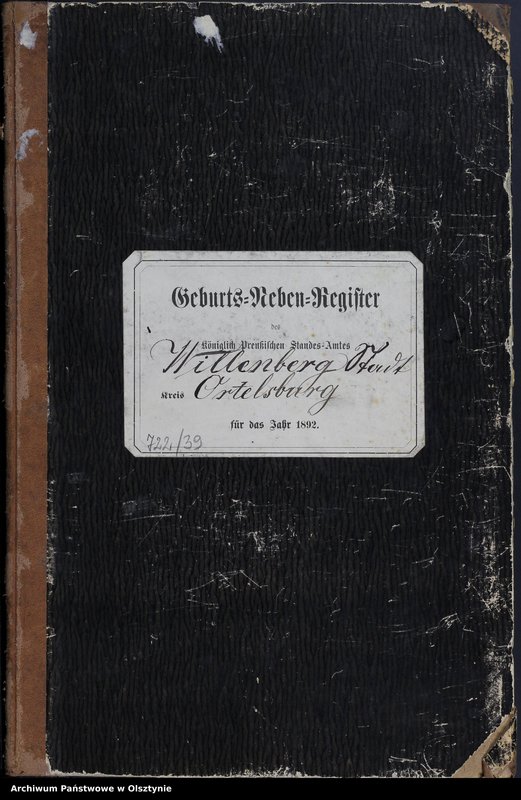 Geburts-Neben-Register
des
Königlich Preußischen Standes-Amtes
Willenberg Stadt
Kreis Ortelsburg
für das Jahr 1892.
722/39
Archiwum Państwowe w Olsztynie